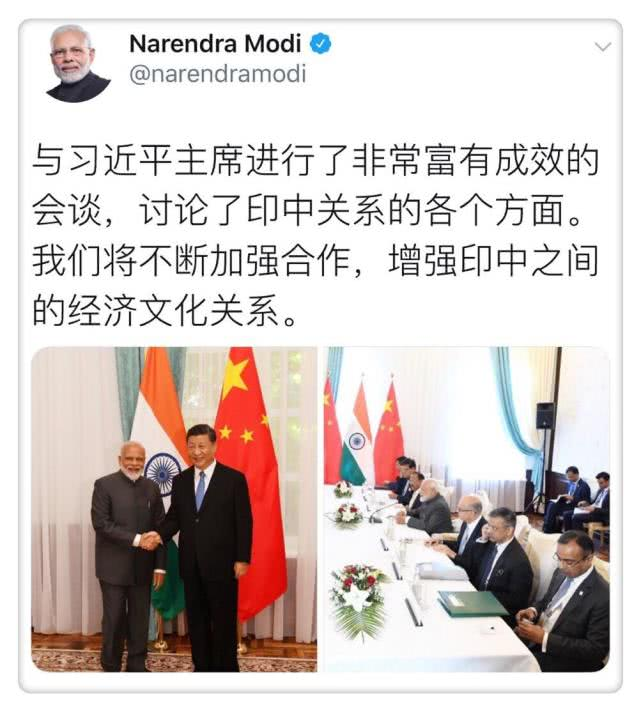 Narendra Modi
@narendramodi
与习近平主席进行了非常富有成效的
会谈，讨论了印中关系的各个方面。
我们将不断加强合作，增强印中之间
的经济文化关系。